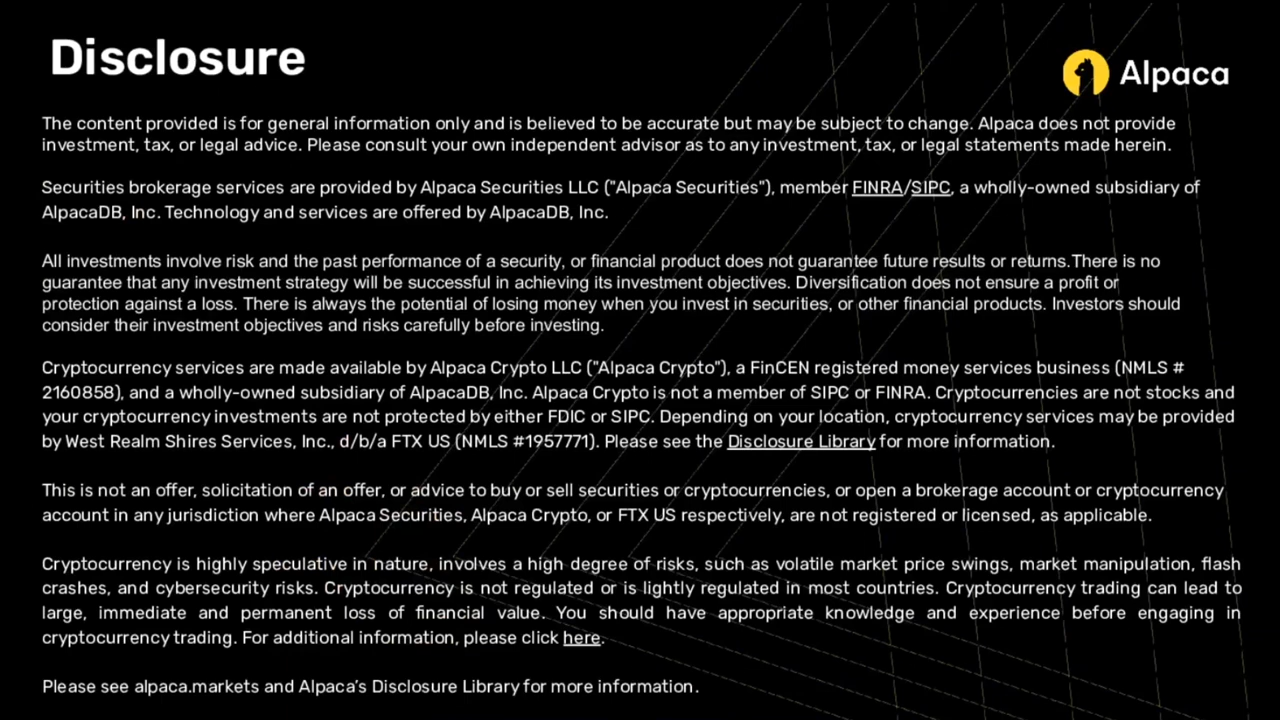 Disclosure
Alpaca
The content provided is for general information only and is believed to be accurate but may be subject to change. Alpaca does not provide
investment, tax, or legal advice. Please consult your own independent advisor as to any investment, tax, or legal statements made herein.
Securities brokerage services are provided by Alpaca Securities LLC ("Alpaca Securities"), member FINRA/SIPC, a wholly-owned subsidiary of
AlpacaDB, Inc. Technology and services are offered by AlpacaDB, Inc.
All investments involve risk and the past performance of a security, or financial product does not guarantee future results or returns.There is no
guarantee that any investment strategy will be successful in achieving its investment objectives. Diversification does not ensure a profit or
protection against a loss. There is always the potential of losing money when you invest in securities, or other financial products. Investors should
consider their investment objectives and risks carefully before investing.
Cryptocurrency services are made available by Alpaca Crypto LLC ("Alpaca Crypto"), a FinCEN registered money services business (NMLS #
2160858), and a wholly-owned subsidiary of AlpacaDB, Inc. Alpaca Crypto is not a member of SIPC or FINRA. Cryptocurrencies are not stocks and
your cryptocurrency investments are not protected by either FDIC or SIPC. Depending on your location, cryptocurrency services may be provided
by West Realm Shires Services, Inc., d/b/a FTX US (NMLS #1957771). Please see the Disclosure Library for more information.
This is not an offer, solicitation of an offer, or advice to buy or sell securities or cryptocurrencies, or open a brokerage account or cryptocurrency
account in any jurisdiction where Alpaca Securities, Alpaca Crypto, or FTX US respectively, are not registered or licensed, as applicable.
Cryptocurrency is highly speculative in nature, involves a high degree of risks, such as volatile market price swings, market manipulation, flash
crashes, and cybersecurity risks. Cryptocurrency is not regulated or is lightly regulated in most countries. Cryptocurrency trading can lead to
large, immediate and permanent loss of financial value. You should have appropriate knowledge and experience before engaging in
cryptocurrency trading. For additional information, please click here.
Please see alpaca.markets and Alpaca’s Disclosure Library for more information.